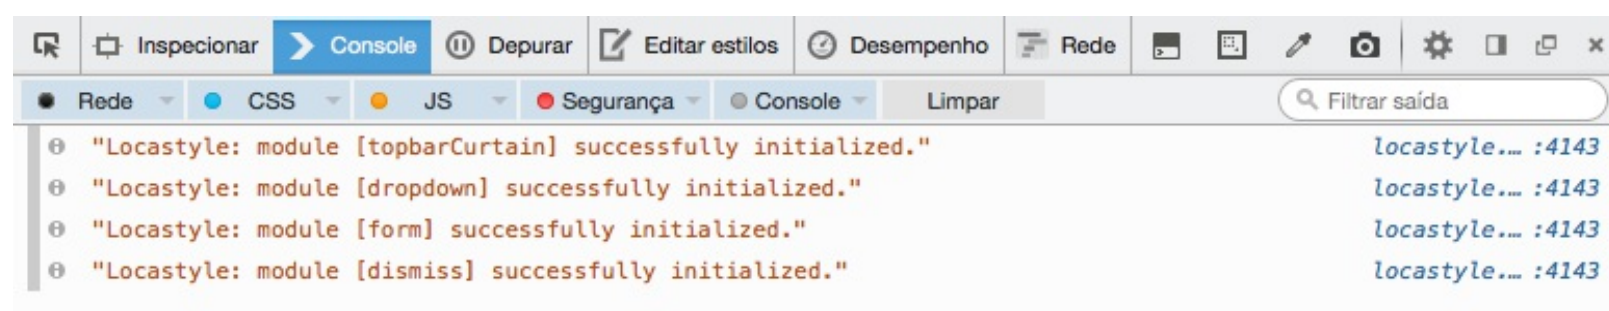 Inspecionar Console Depurar Editar estilos Desempenho Rede
Rede CSS JS Segurança Console Limpar Filtrar saída
"Locastyle: module [topbarCurtain] successfully initialized." locastyle.… :4143
"Locastyle: module [dropdown] successfully initialized." locastyle.… :4143
"Locastyle: module [form] successfully initialized." locastyle.… :4143
"Locastyle: module [dismiss] successfully initialized." locastyle.… :4143